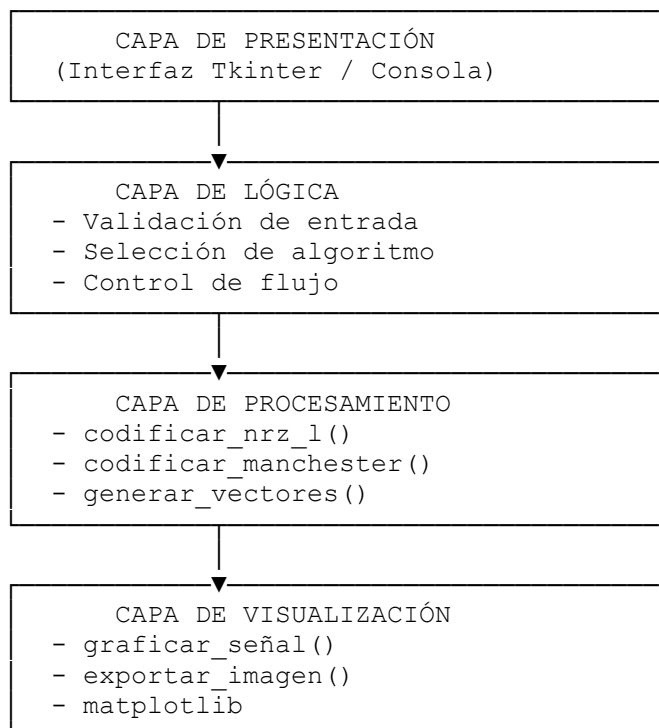 CAPA DE PRESENTACIÓN
(Interfaz Tkinter / Consola)
CAPA DE LÓGICA
- Validación de entrada
- Selección de algoritmo
- Control de flujo
CAPA DE PROCESAMIENTO
- codificar_nrz_l()
- codificar_manchester()
- generar_vectores()
CAPA DE VISUALIZACIÓN
- graficar_señal()
- exportar_imagen()
- matplotlib